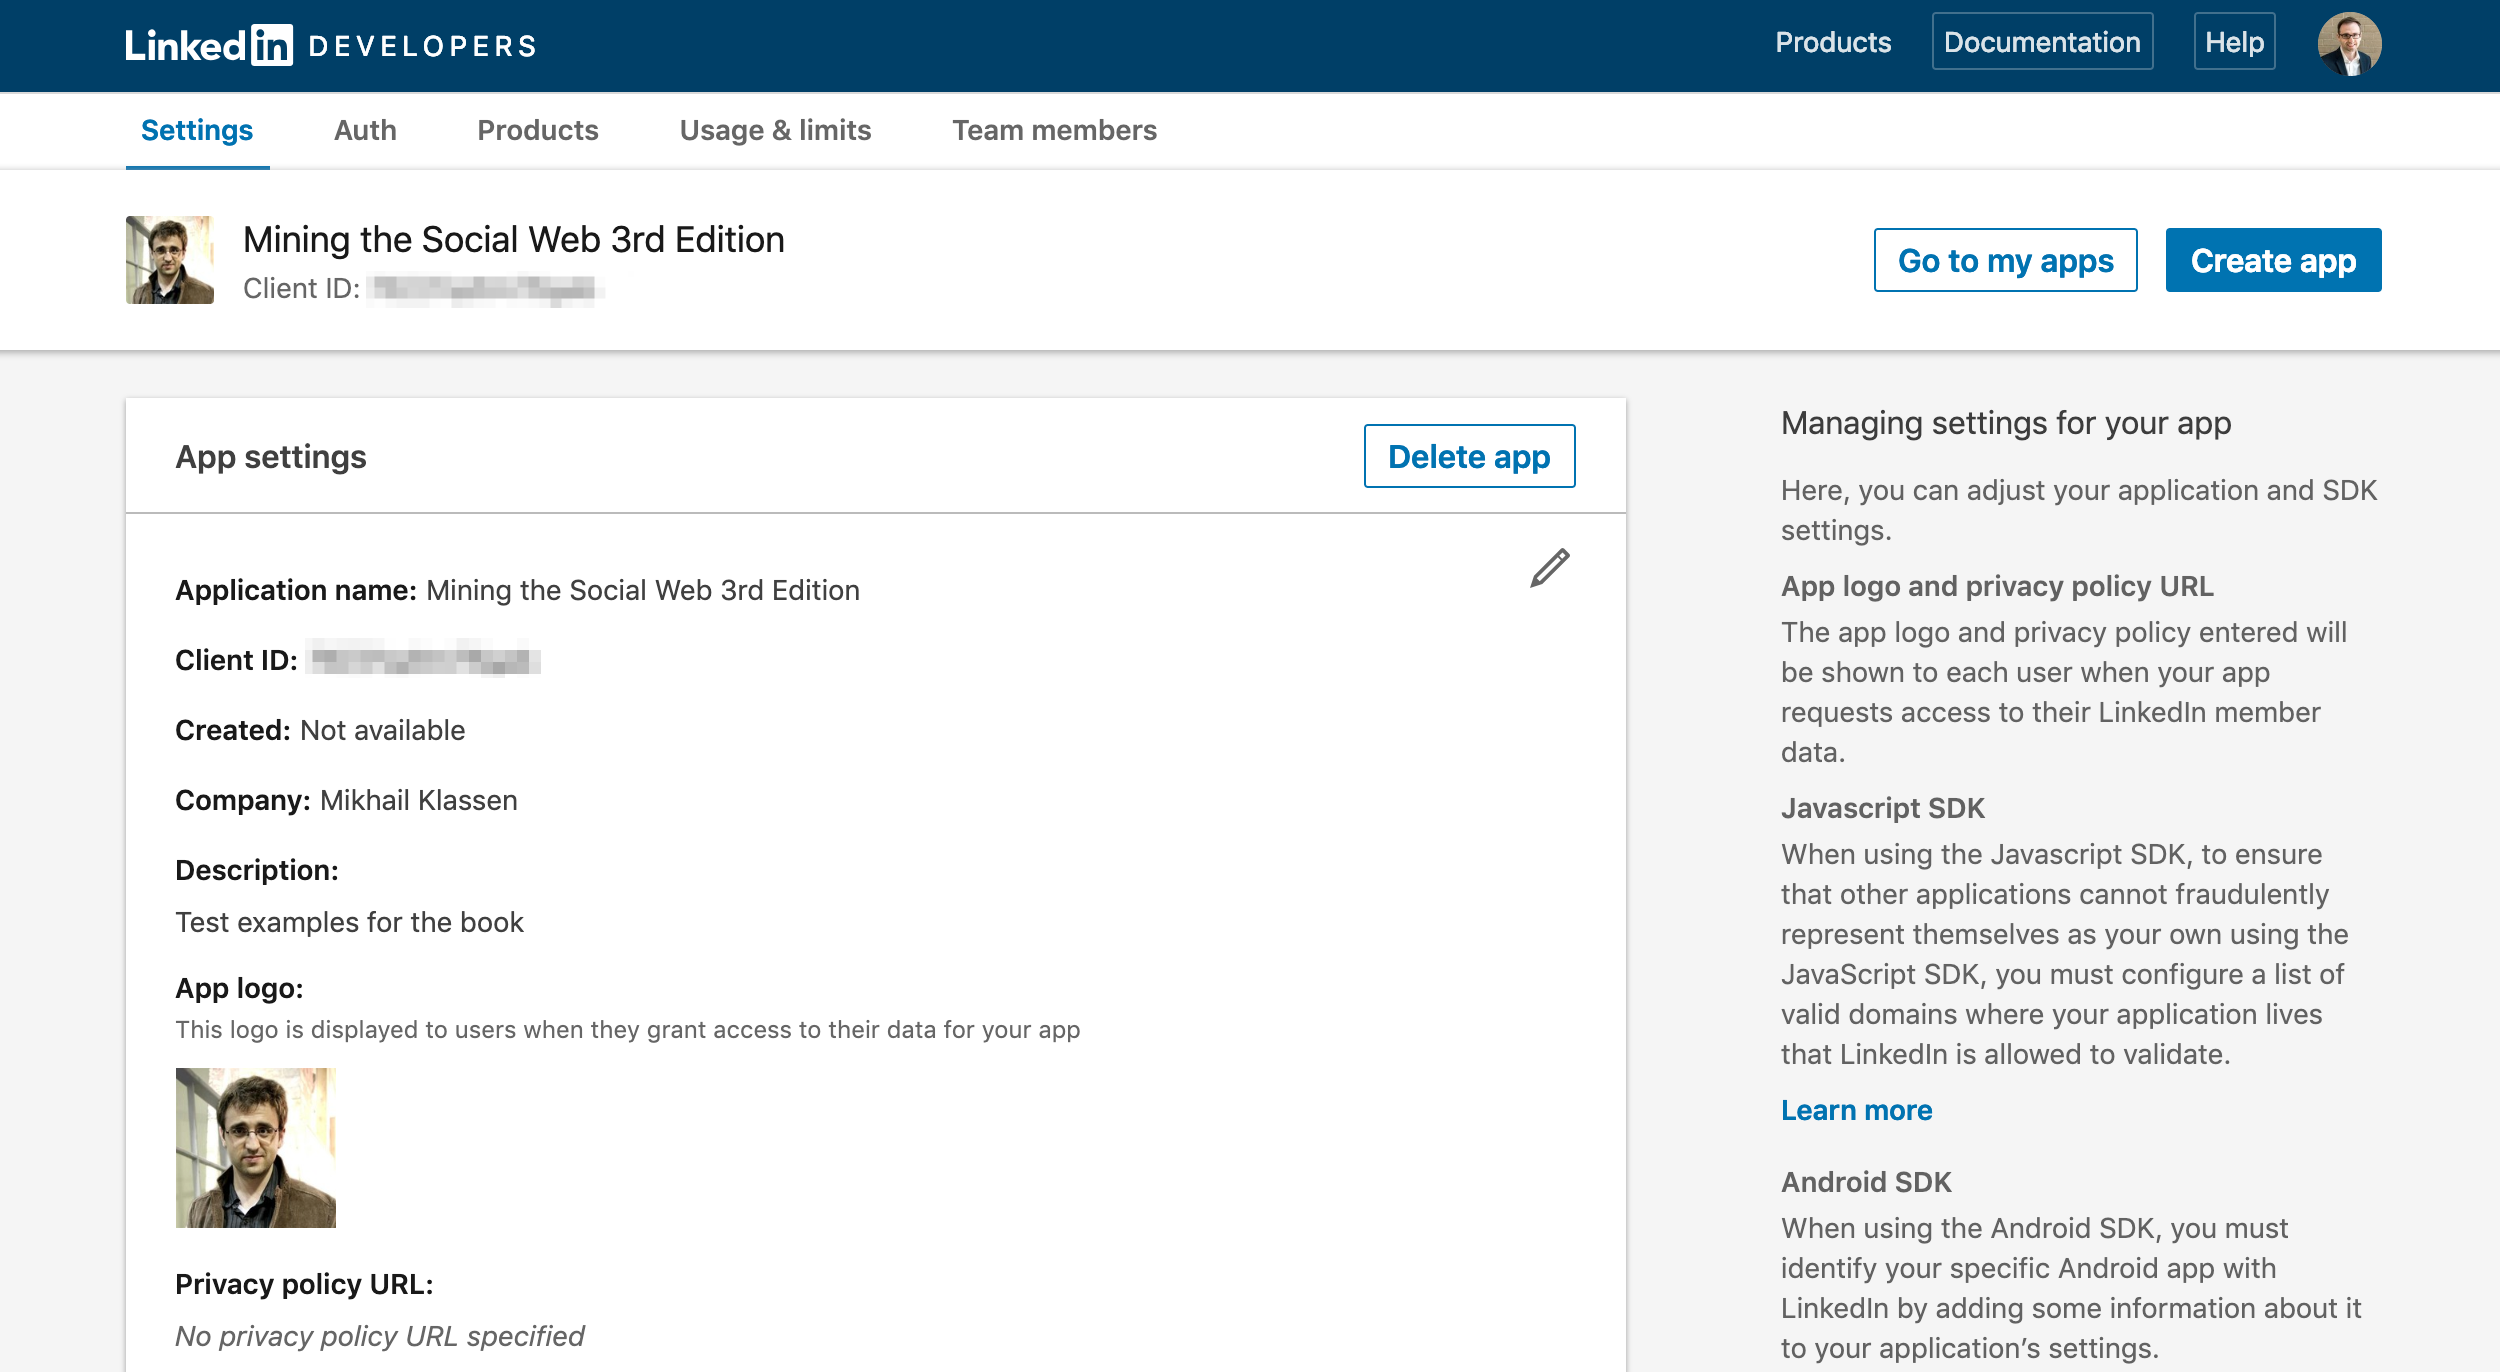 Linked in DEVELOPERS
Products Documentation Help
Settings Auth Products Usage & limits Team members
Mining the Social Web 3rd Edition
Client ID:
Go to my apps Create app
App settings
Delete app
Application name: Mining the Social Web 3rd Edition
Client ID:
Created: Not available
Company: Mikhail Klassen
Description:
Test examples for the book
App logo:
This logo is displayed to users when they grant access to their data for your app
Privacy policy URL:
No privacy policy URL specified
Managing settings for your app
Here, you can adjust your application and SDK
settings.
App logo and privacy policy URL
The app logo and privacy policy entered will
be shown to each user when your app
requests access to their LinkedIn member
data.
Javascript SDK
When using the Javascript SDK, to ensure
that other applications cannot fraudulently
represent themselves as your own using the
JavaScript SDK, you must configure a list of
valid domains where your application lives
that LinkedIn is allowed to validate.
Learn more
Android SDK
When using the Android SDK, you must
identify your specific Android app with
LinkedIn by adding some information about it
to your application’s settings.